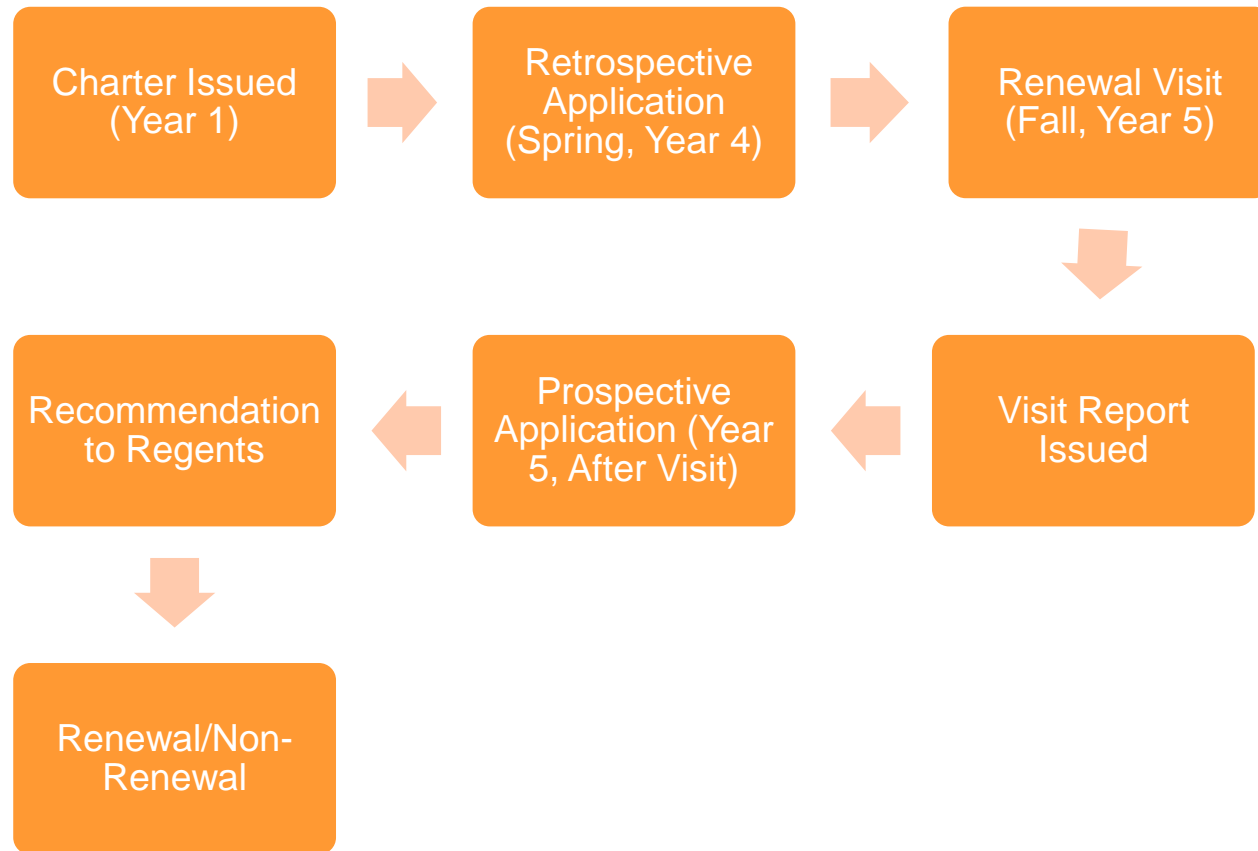 Charter Issued
(Year 1)
Retrospective
Application
(Spring, Year 4)
Renewal Visit
(Fall, Year 5)
Visit Report
Issued
Prospective
Application (Year
5, After Visit)
Recommendation
to Regents
Renewal/Non-
Renewal